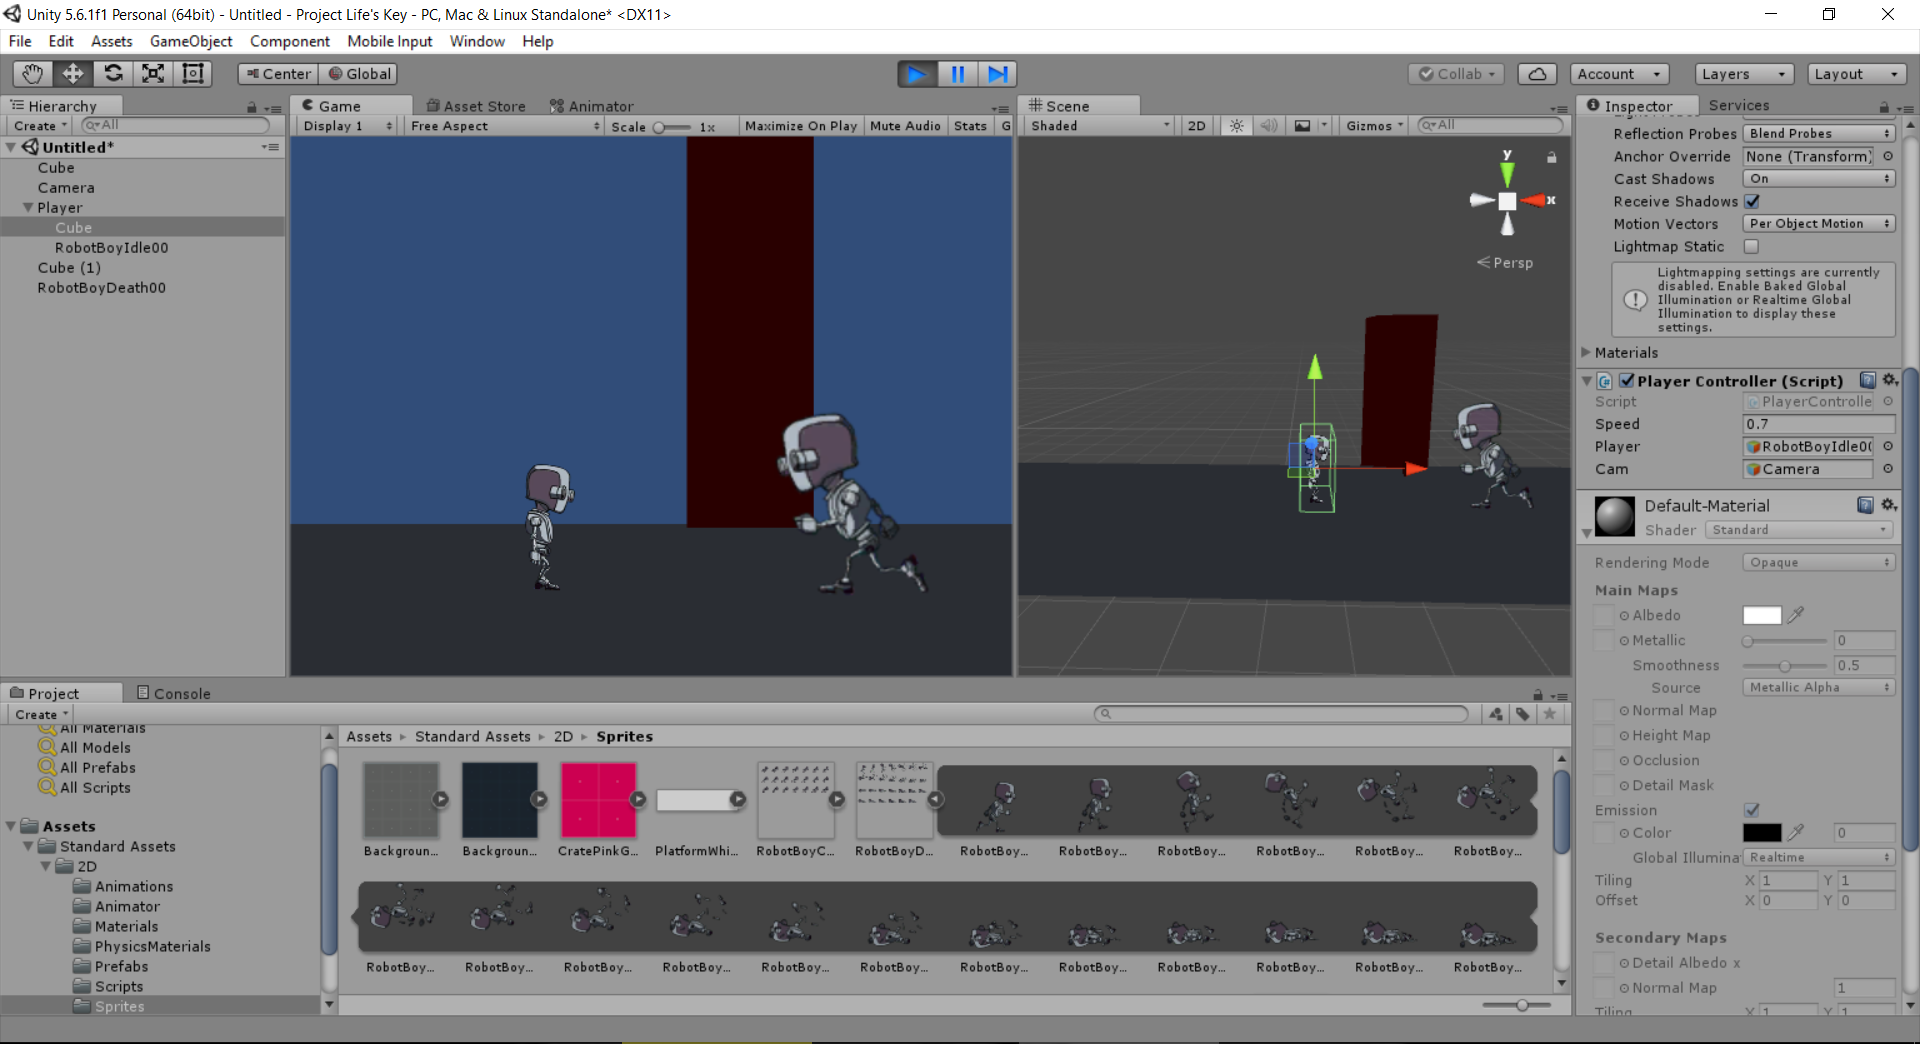 Unity 5.6.1f1 Personal (64bit) - Untitled - Project Life's Key - PC, Mac & Linux Standalone* <DX11>
File Edit Assets GameObject Component Mobile Input Window Help
Center Global Collab Account Layers Layout
Hierarchy
Create All
Untitled*
Cube
Camera
Player
Cube
RobotBoyIdle00
Cube (1)
RobotBoyDeath00
Game Asset Store Animator
Display 1 Free Aspect Scale 1x Maximize On Play Mute Audio Stats G
Scene
Shaded 2D Gizmos All
y
x
Persp
Inspector Services
Reflection Probes Blend Probes
Anchor Override None (Transform)
Cast Shadows On
Receive Shadows
Motion Vectors Per Object Motion
Lightmap Static
Lightmapping settings are currently
disabled. Enable Baked Global
Illumination or Realtime Global
Illumination to display these
settings.
Materials
Player Controller (Script)
Script PlayerControlle
Speed 0.7
Player RobotBoyIdle0(
Cam Camera
Default-Material
Shader Standard
Rendering Mode Opaque
Main Maps
Albedo
Metallic 0
Smoothness 0.5
Source Metallic Alpha
Normal Map
Height Map
Occlusion
Detail Mask
Emission
Color 0
Global Illumina Realtime
Tiling X 1 Y 1
Offset X 0 Y 0
Secondary Maps
Detail Albedo x
Normal Map 1
Tiling X 1 Y 1
Project Console
Create
All Materials
All Models
All Prefabs
All Scripts
Assets
Standard Assets
2D
Animations
Animator
Materials
PhysicsMaterials
Prefabs
Scripts
Sprites
Assets Standard Assets 2D Sprites
Backgroun... Backgroun... CratePinkG... PlatformWhi... RobotBoyC... RobotBoyD... RobotBoy... RobotBoy... RobotBoy... RobotBoy... RobotBoy... RobotBoy...
RobotBoy... RobotBoy... RobotBoy... RobotBoy... RobotBoy... RobotBoy... RobotBoy... RobotBoy... RobotBoy... RobotBoy... RobotBoy... RobotBoy...